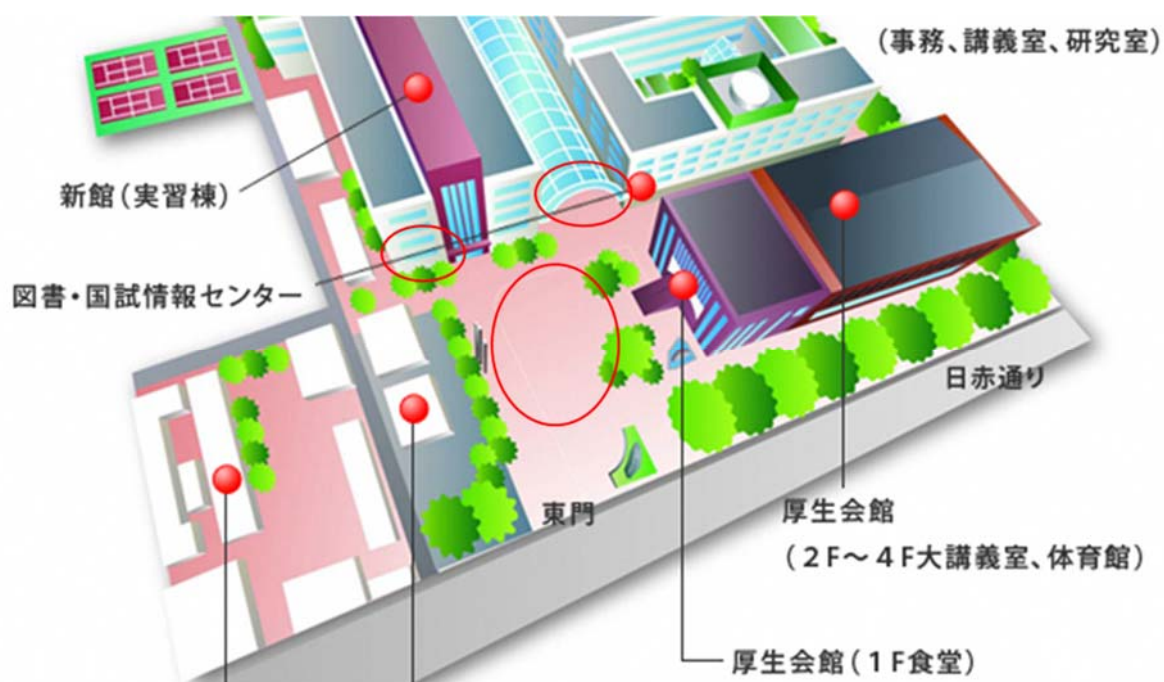 (事務、講義室、研究室)
新館(実習棟)
図書・国試情報センター
日赤通り
東門
厚生会館
(2F～4F大講義室、体育館)
厚生会館(1F食堂)